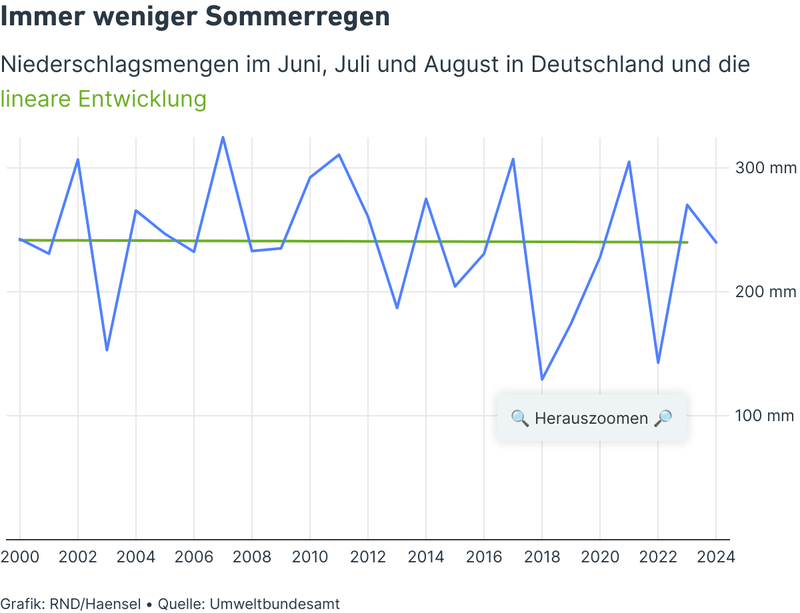 Immer weniger Sommerregen
Niederschlagsmengen im Juni, Juli und August in Deutschland und die
lineare Entwicklung
300 mm
200 mm
100 mm
Herauszoomen
2000 2002 2004 2006 2008 2010 2012 2014 2016 2018 2020 2022 2024
Grafik: RND/Haensel • Quelle: Umweltbundesamt